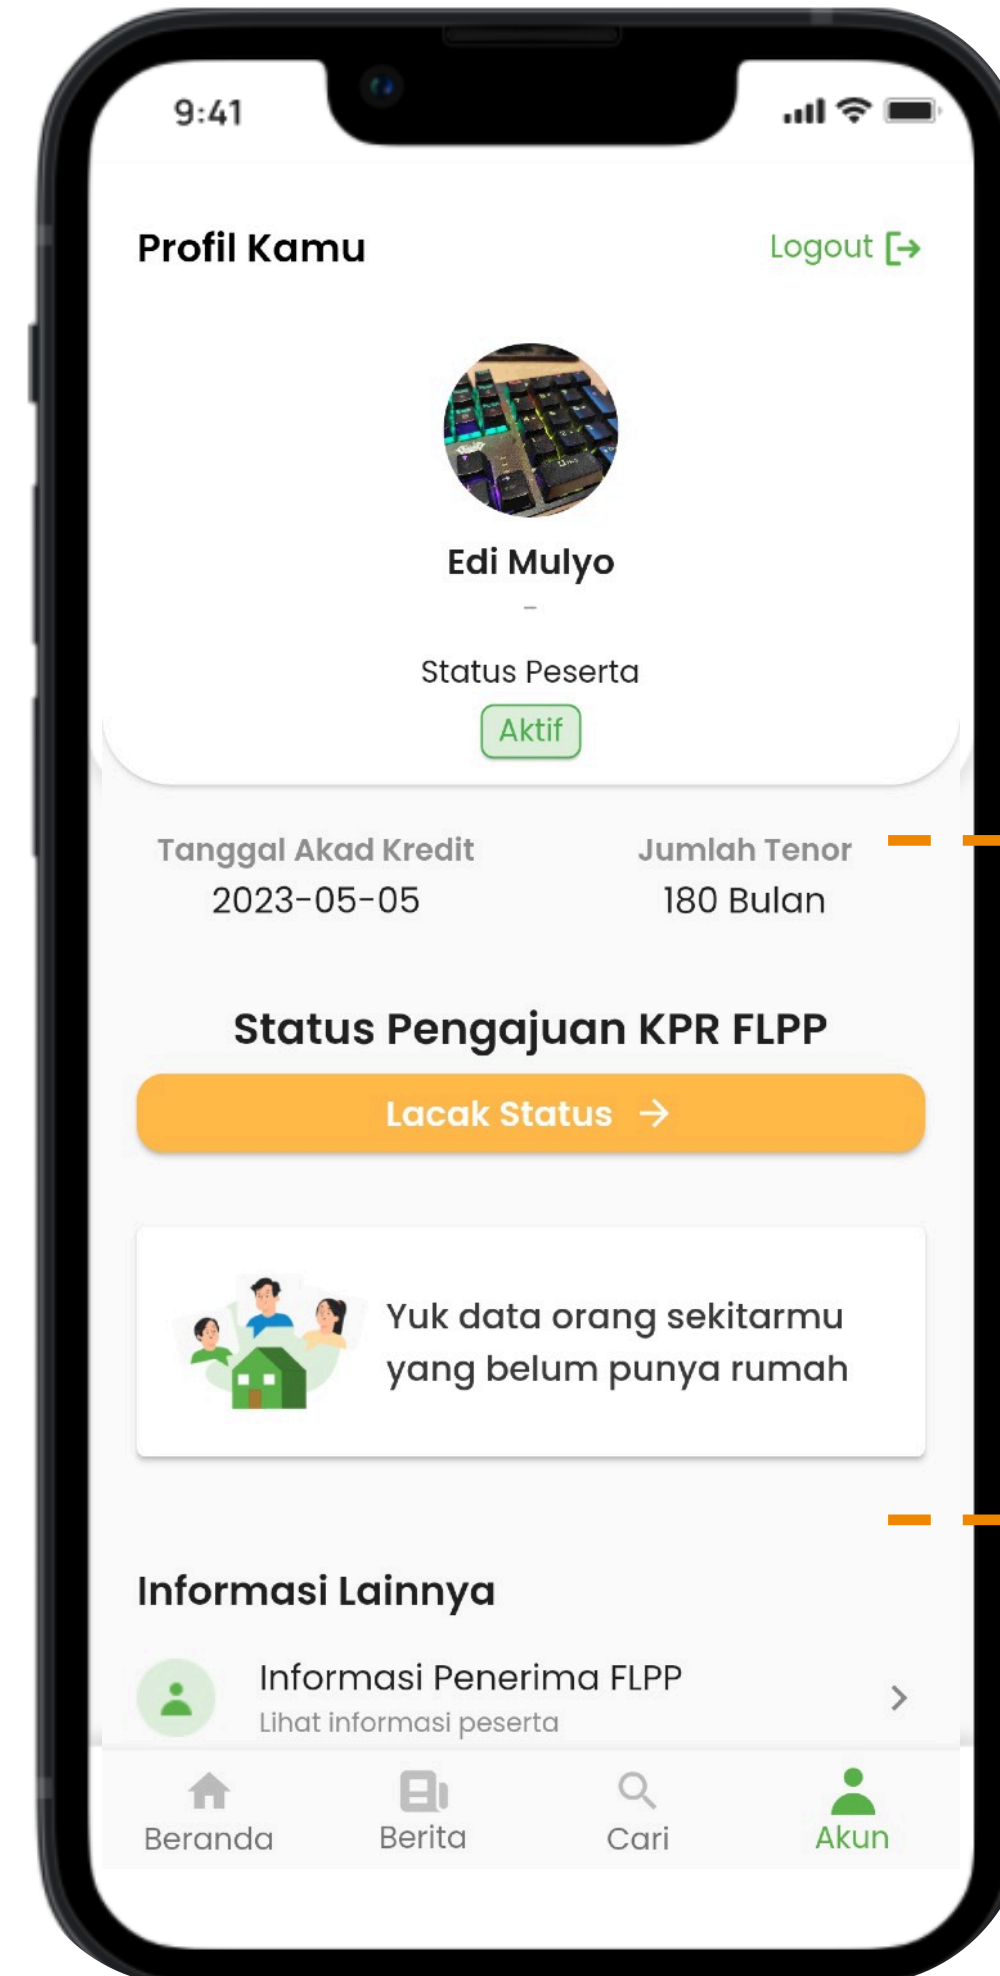 9:41
Profil Kamu
Logout
Edi Mulyo
-
Status Peserta
Aktif
Tanggal Akad Kredit
Jumlah Tenor
2023-05-05
180 Bulan
Status Pengajuan KPR FLPP
Lacak Status →
Yuk data orang sekitarmu
yang belum punya rumah
Informasi Lainnya
Informasi Penerima FLPP
Lihat informasi peserta
Beranda
Berita
Cari
Akun